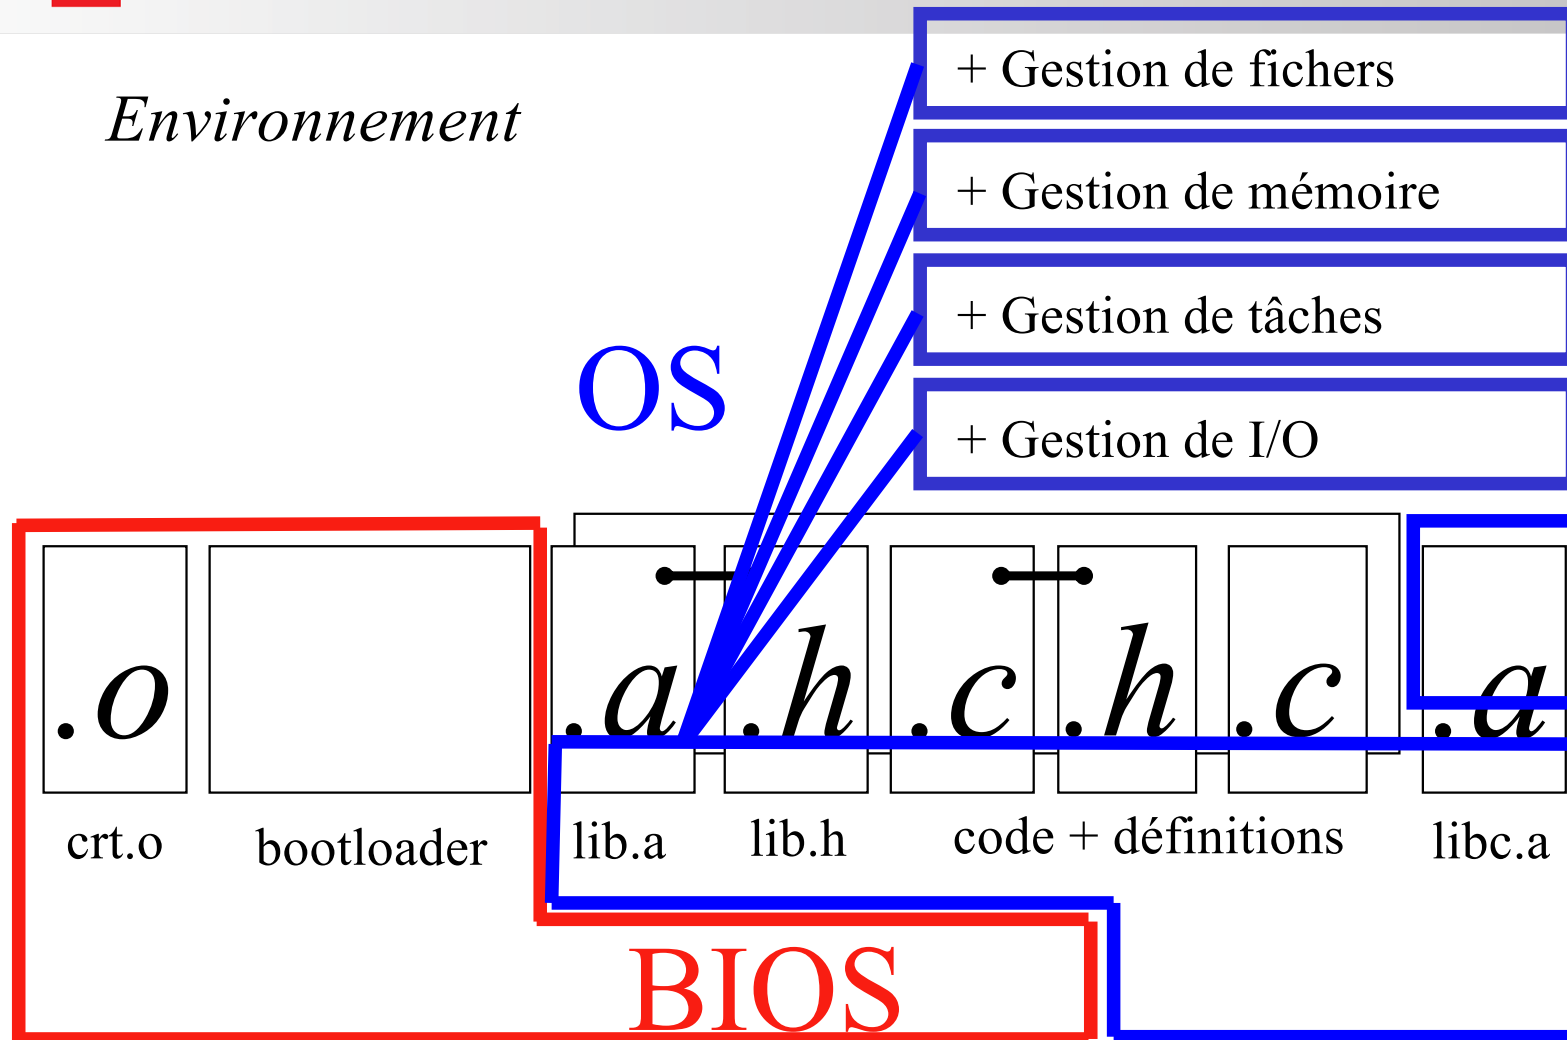 + Gestion de fichers
Environnement
+ Gestion de mémoire
+ Gestion de tâches
OS
+ Gestion de I/O
.o .a .h .c .h .c .a
crt.o bootloader lib.a lib.h code + définitions libc.a
BIOS